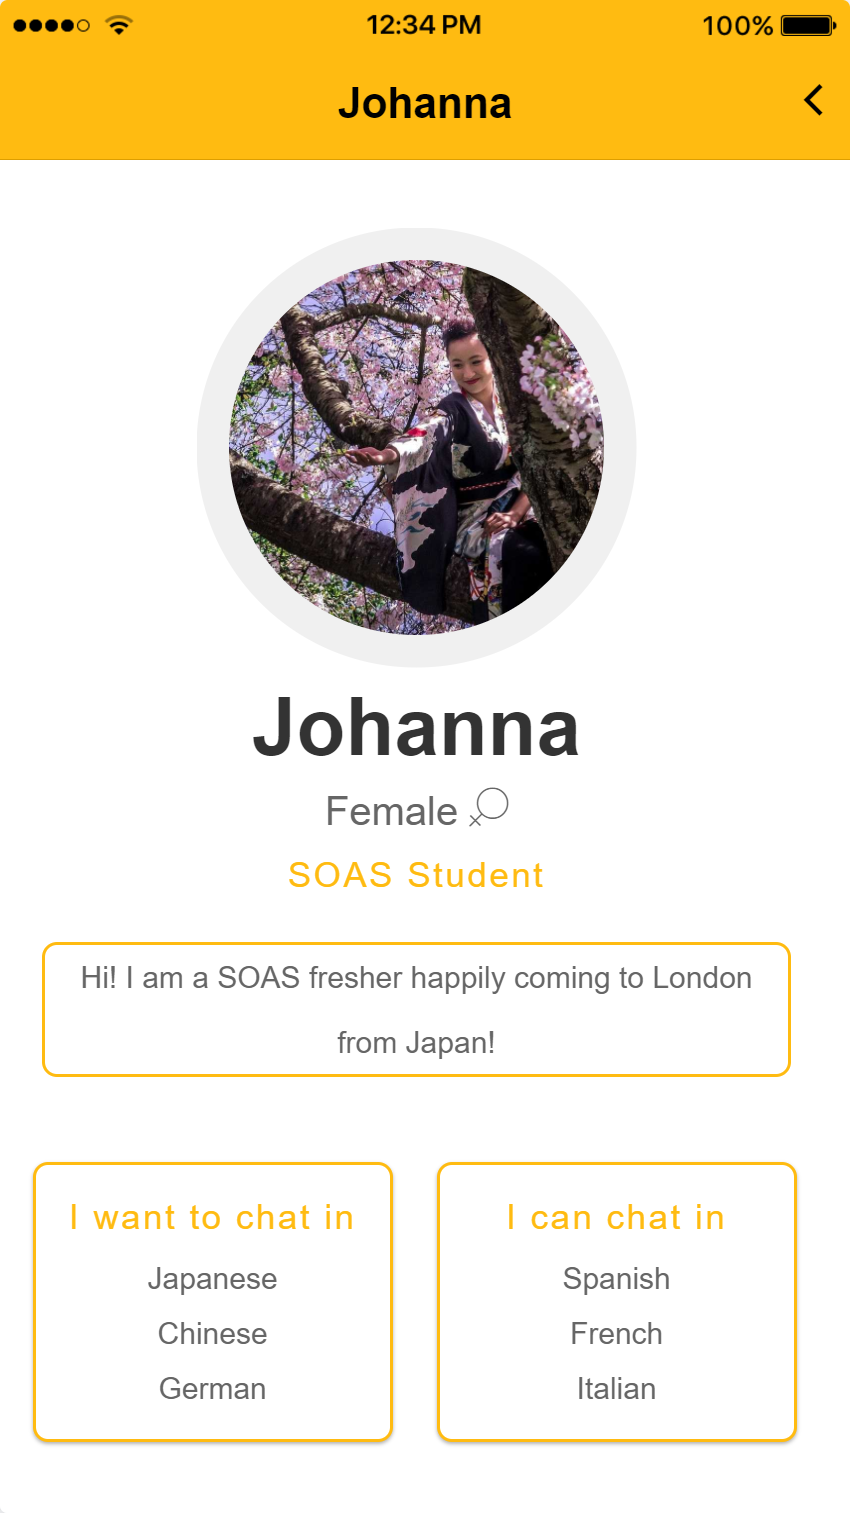 12:34 PM
100%
Johanna
Johanna
Female
SOAS Student
Hi! I am a SOAS fresher happily coming to London
from Japan!
I want to chat in
Japanese
Chinese
German
I can chat in
Spanish
French
Italian